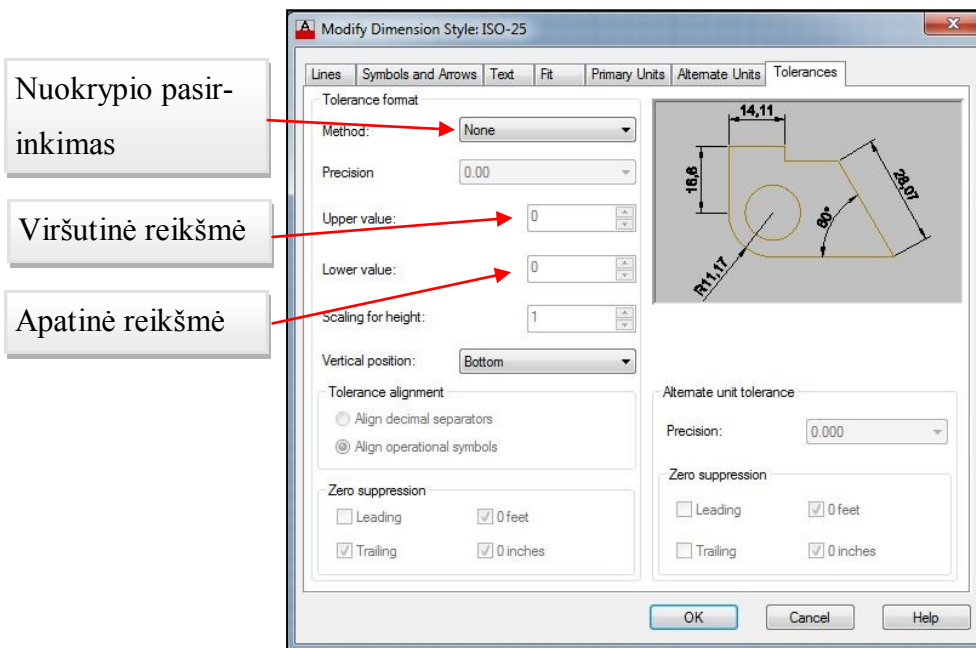 Modify Dimension Style: ISO-25
Lines Symbols and Arrows Text Fit Primary Units Alternate Units Tolerances
Nuokrypio pasir-
inkimas
Viršutinė reikšmė
Apatinė reikšmė
Tolerance format
Method: None
Precision 0.00
Upper value: 0
Lower value: 0
Scaling for height: 1
Vertical position: Bottom
Tolerance alignment
Align decimal separators
Align operational symbols
Zero suppression
Leading 0 feet
Trailing 0 inches
14,11
16,6
28,07
60°
R11,17
Alternate unit tolerance
Precision: 0.000
Zero suppression
Leading 0 feet
Trailing 0 inches
OK Cancel Help